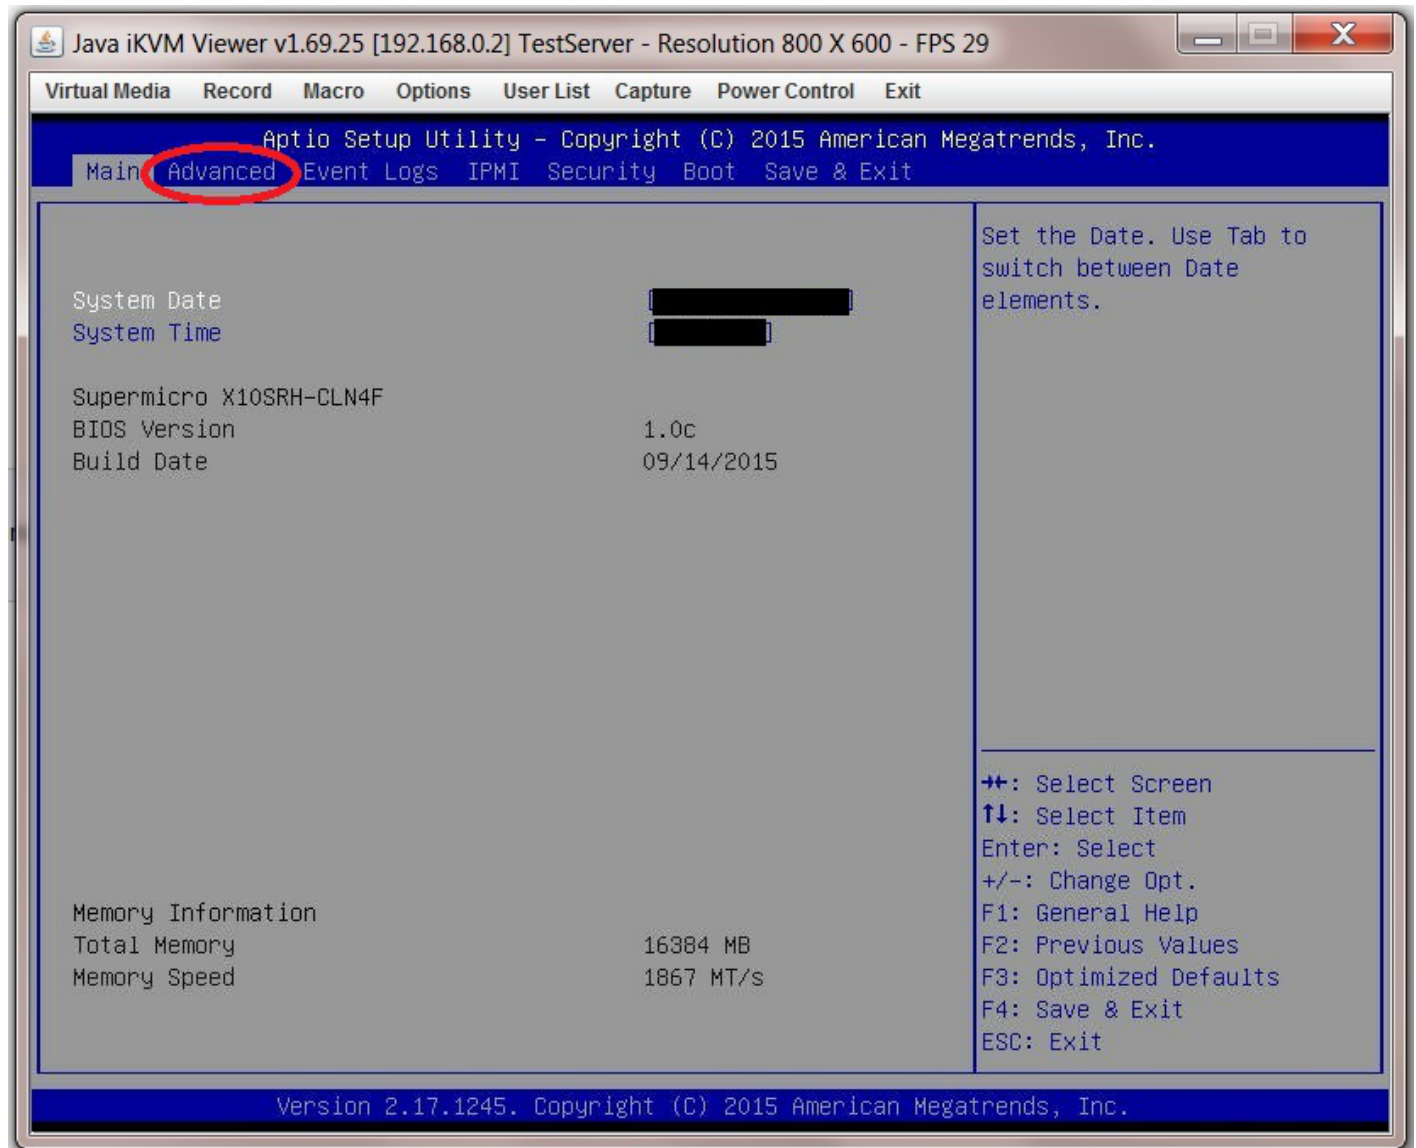 Java iKVM Viewer v1.69.25 [192.168.0.2] TestServer - Resolution 800 X 600 - FPS 29
Virtual Media Record Macro Options User List Capture Power Control Exit
Aptio Setup Utility – Copyright (C) 2015 American Megatrends, Inc.
Main Advanced Event Logs IPMI Security Boot Save & Exit
Set the Date. Use Tab to
switch between Date
elements.
System Date [ ]
System Time [ ]
Supermicro X10SRH-CLN4F
BIOS Version 1.0c
Build Date 09/14/2015
Memory Information
Total Memory 16384 MB
Memory Speed 1867 MT/s
→←: Select Screen
↑↓: Select Item
Enter: Select
+/-: Change Opt.
F1: General Help
F2: Previous Values
F3: Optimized Defaults
F4: Save & Exit
ESC: Exit
Version 2.17.1245. Copyright (C) 2015 American Megatrends, Inc.